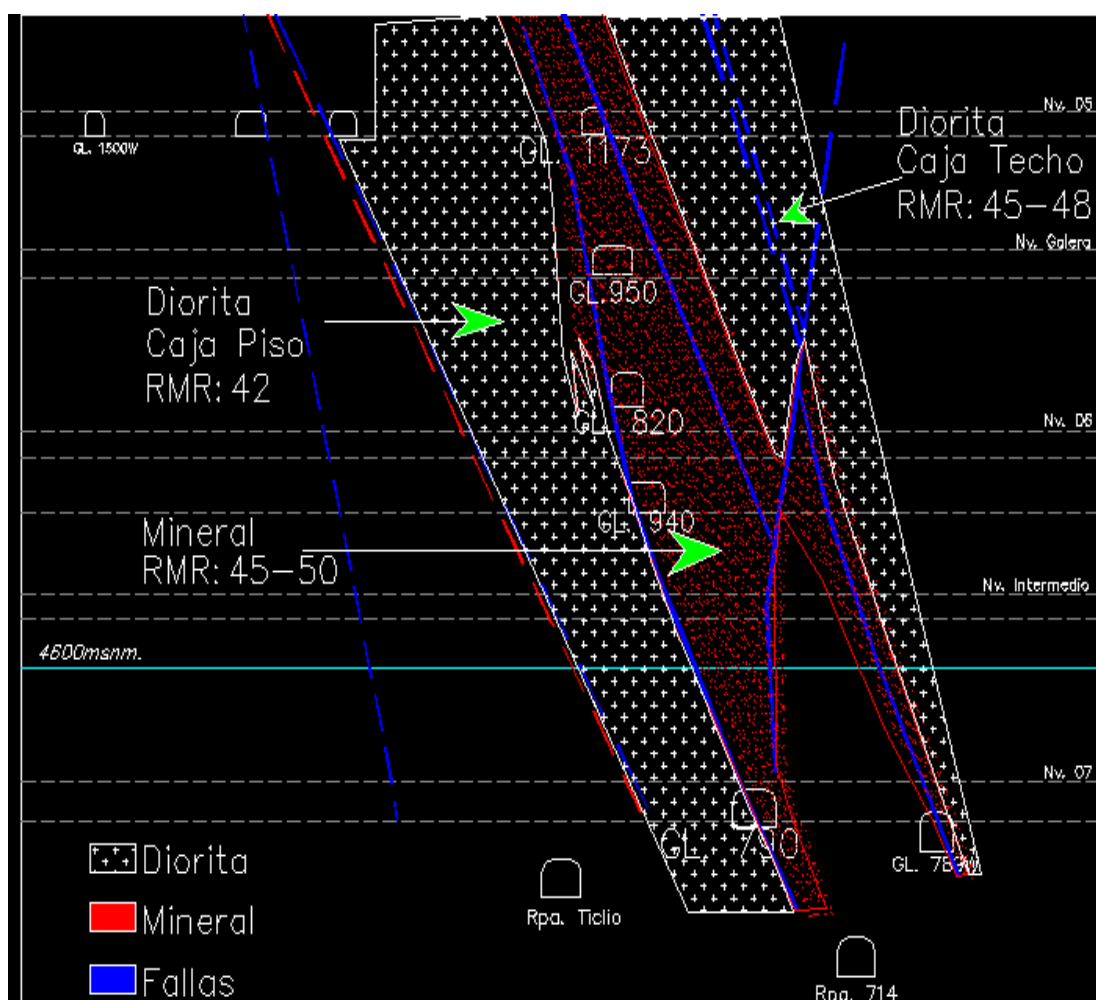 Nv. 05
GL. 1500W
Diorita
Caja Techo
RMR: 45-48
GL. 1173
Nv. Galera
GL.950
Diorita
Caja Piso
RMR: 42
GL. 820
Nv. 06
GL. 940
Mineral
RMR: 45-50
Nv. Intermedio
4600msnm.
Nv. 07
GL. 710
GL.
Diorita
Mineral
Rpa. Ticlio
Fallas
Rpa. 714